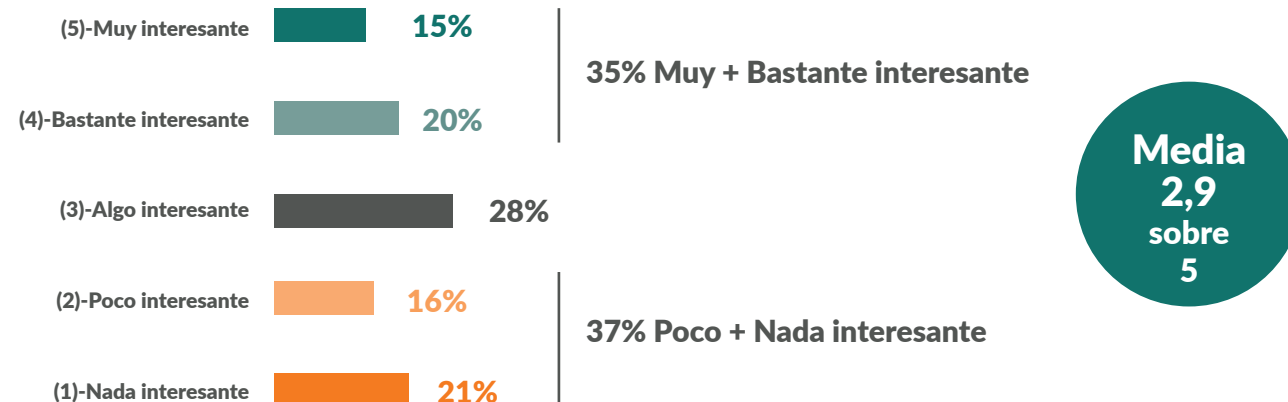 (5)-Muy interesante 15%
35% Muy + Bastante interesante
(4)-Bastante interesante 20%
(3)-Algo interesante 28%
(2)-Poco interesante 16%
37% Poco + Nada interesante
(1)-Nada interesante 21%
Media
2,9
sobre
5